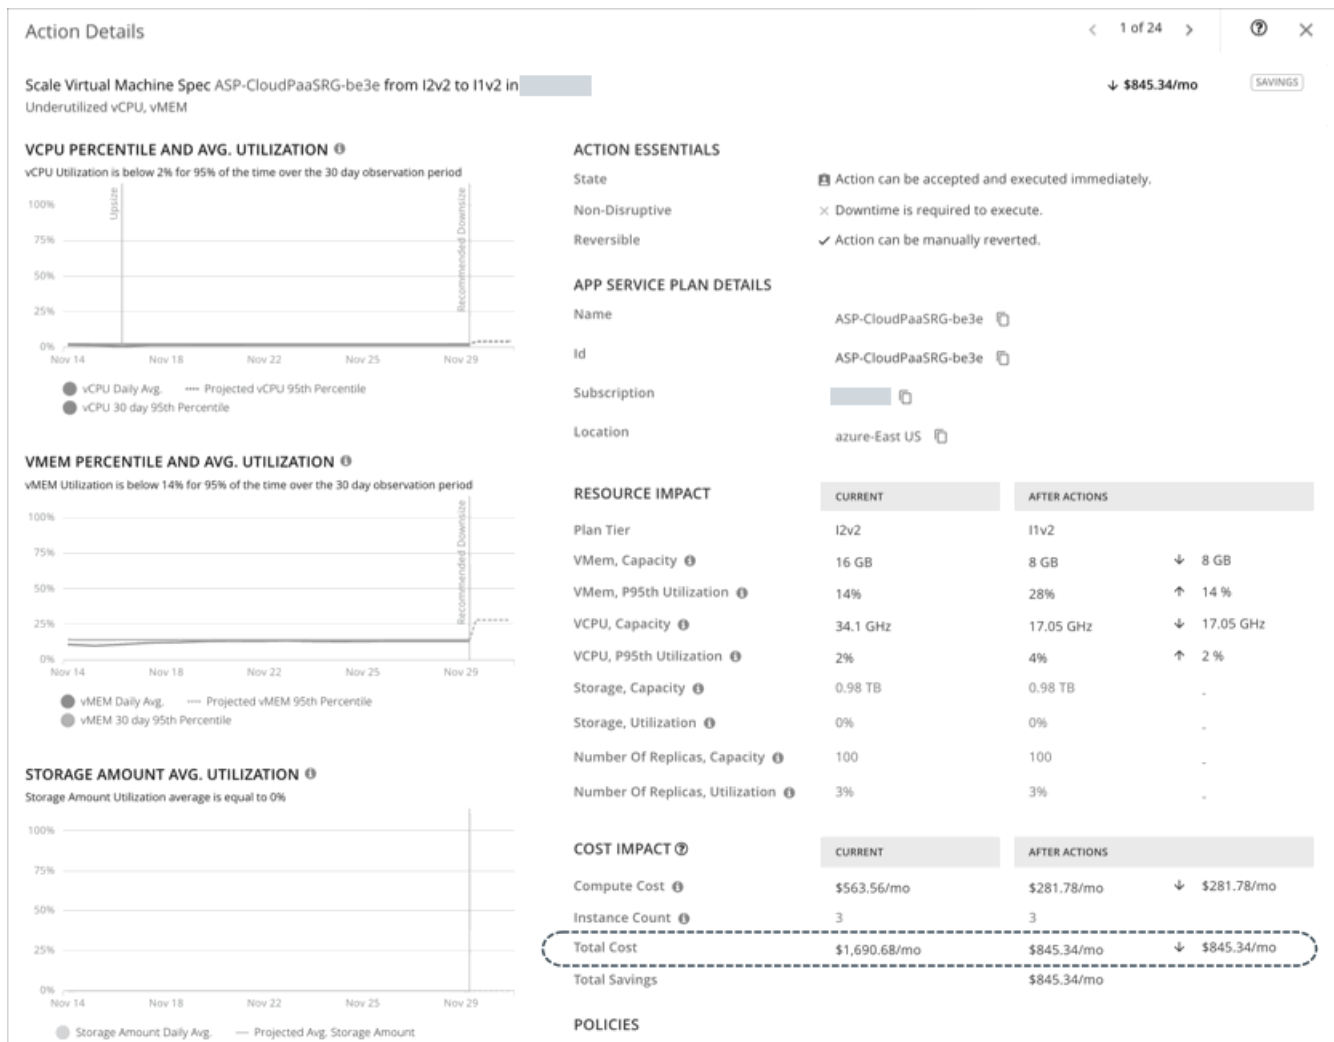 Action Details
1 of 24
Scale Virtual Machine Spec ASP-CloudPaaSRG-be3e from I2v2 to I1v2 in
$845.34/mo
SAVINGS
Underutilized vCPU, vMEM
VCPU PERCENTILE AND AVG. UTILIZATION
vCPU Utilization is below 2% for 95% of the time over the 30 day observation period
100%
75%
50%
25%
0%
Upsize
Recommended Downsize
Nov 14 Nov 18 Nov 22 Nov 25 Nov 29
vCPU Daily Avg. Projected vCPU 95th Percentile
vCPU 30 day 95th Percentile
VMEM PERCENTILE AND AVG. UTILIZATION
vMEM Utilization is below 14% for 95% of the time over the 30 day observation period
100%
75%
50%
25%
0%
Recommended Downsize
Nov 14 Nov 18 Nov 22 Nov 25 Nov 29
vMEM Daily Avg. Projected vMEM 95th Percentile
vMEM 30 day 95th Percentile
STORAGE AMOUNT AVG. UTILIZATION
Storage Amount Utilization average is equal to 0%
100%
75%
50%
25%
0%
Nov 14 Nov 18 Nov 22 Nov 25 Nov 29
Storage Amount Daily Avg. Projected Avg. Storage Amount
ACTION ESSENTIALS
State Action can be accepted and executed immediately.
Non-Disruptive Downtime is required to execute.
Reversible Action can be manually reverted.
APP SERVICE PLAN DETAILS
Name ASP-CloudPaaSRG-be3e
Id ASP-CloudPaaSRG-be3e
Subscription
Location azure-East US
RESOURCE IMPACT CURRENT AFTER ACTIONS
Plan Tier I2v2 I1v2
VMem, Capacity 16 GB 8 GB ↓ 8 GB
VMem, P95th Utilization 14% 28% ↑ 14 %
VCPU, Capacity 34.1 GHz 17.05 GHz ↓ 17.05 GHz
VCPU, P95th Utilization 2% 4% ↑ 2 %
Storage, Capacity 0.98 TB 0.98 TB -
Storage, Utilization 0% 0% -
Number Of Replicas, Capacity 100 100 -
Number Of Replicas, Utilization 3% 3% -
COST IMPACT CURRENT AFTER ACTIONS
Compute Cost $563.56/mo $281.78/mo ↓ $281.78/mo
Instance Count 3 3
Total Cost $1,690.68/mo $845.34/mo ↓ $845.34/mo
Total Savings $845.34/mo
POLICIES